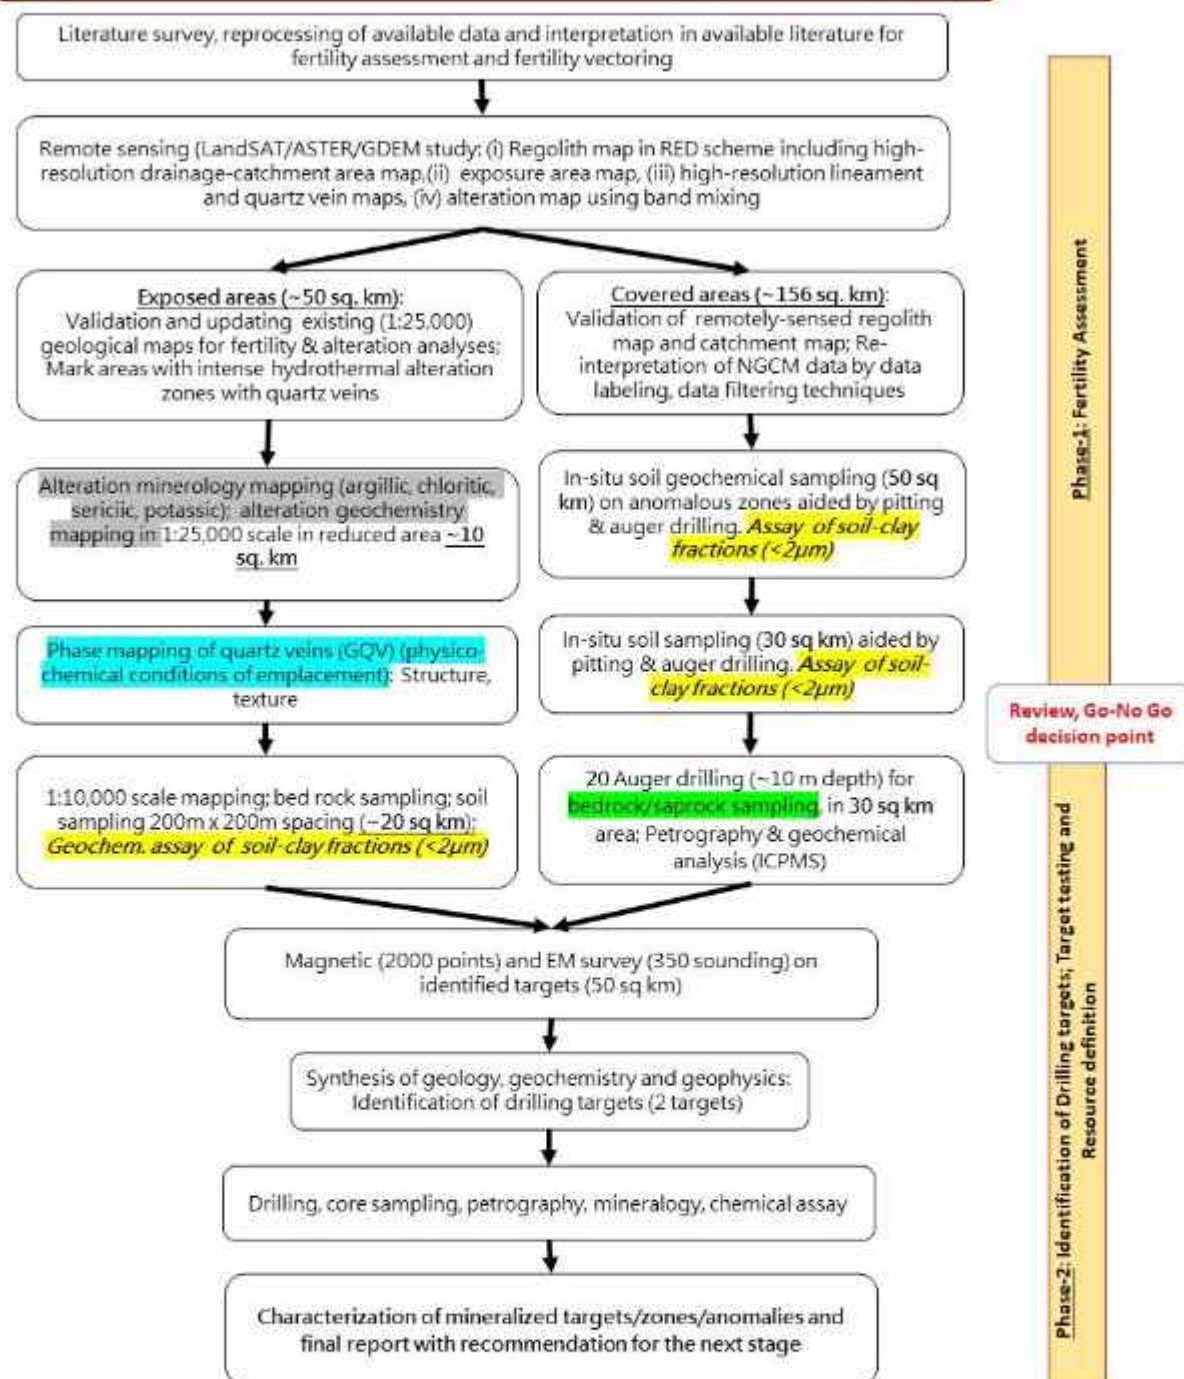 Literature survey, reprocessing of available data and interpretation in available literature for
fertility assessment and fertility vectoring
Remote sensing (LandSAT/ASTER/GDEM study: (i) Regolith map in RED scheme including high-
resolution drainage-catchment area map,(ii) exposure area map, (iii) high-resolution lineament
and quartz vein maps, (iv) alteration map using band mixing
Exposed areas (~50 sq. km):
Validation and updating existing (1:25,000)
geological maps for fertility & alteration analyses;
Mark areas with intense hydrothermal alteration
zones with quartz veins
Alteration minerology mapping (argillic, chloritic,
sericiic, potassic); alteration geochemistry
mapping in 1:25,000 scale in reduced area ~10
sq. km
Phase mapping of quartz veins (GQV) (physico-
chemical conditions of emplacement): Structure,
texture
1:10,000 scale mapping; bed rock sampling; soil
sampling 200m x 200m spacing (~20 sq km);
Geochem. assay of soil-clay fractions (<2µm)
Covered areas (~156 sq. km):
Validation of remotely-sensed regolith
map and catchment map; Re-
interpretation of NGCM data by data
labeling, data filtering techniques
In-situ soil geochemical sampling (50 sq
km) on anomalous zones aided by pitting
& auger drilling. Assay of soil-clay
fractions (<2µm)
In-situ soil sampling (30 sq km) aided by
pitting & auger drilling. Assay of soil-
clay fractions (<2µm)
20 Auger drilling (~10 m depth) for
bedrock/saprock sampling, in 30 sq km
area; Petrography & geochemical
analysis (ICPMS)
Magnetic (2000 points) and EM survey (350 sounding) on
identified targets (50 sq km)
Synthesis of geology, geochemistry and geophysics:
Identification of drilling targets (2 targets)
Drilling, core sampling, petrography, mineralogy, chemical assay
Characterization of mineralized targets/zones/anomalies and
final report with recommendation for the next stage
Phase-1: Fertility Assessment
Review, Go-No Go
decision point
Phase-2: Identification of Drilling targets; Target testing and
Resource definition